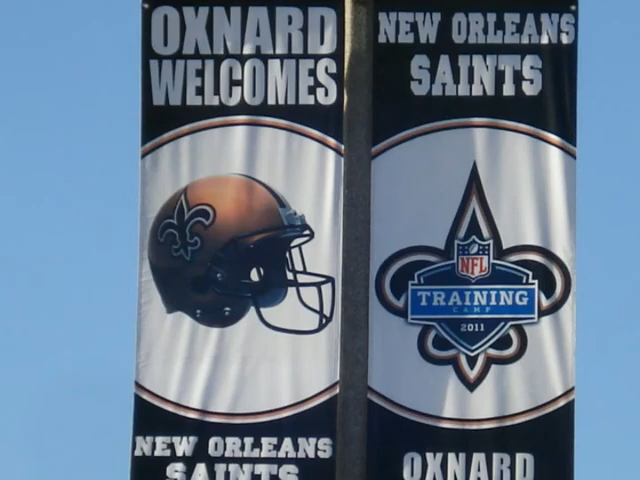 OXNARD
WELCOMES
NEW ORLEANS
SAINTS
NEW ORLEANS
SAINTS
NFL
TRAINING
CAMP
2011
OXNARD